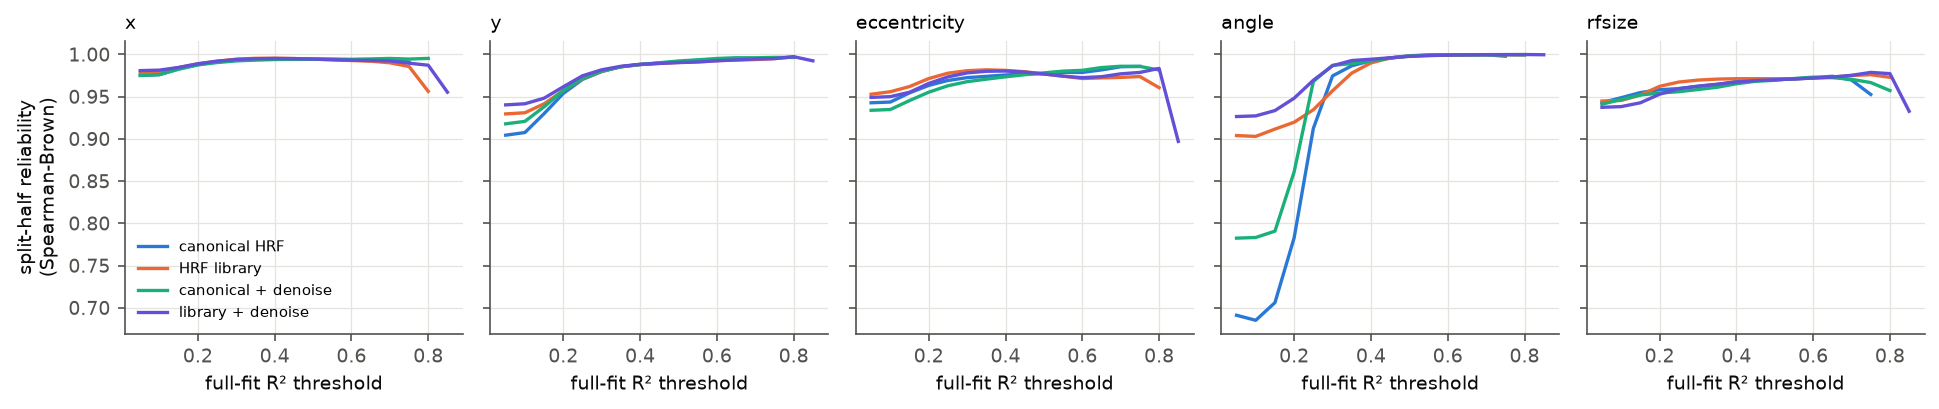 x
y
eccentricity
angle
rfsize
split-half reliability
(Spearman-Brown)
1.00
0.95
0.90
0.85
0.80
0.75
0.70
canonical HRF
HRF library
canonical + denoise
library + denoise
0.2 0.4 0.6 0.8
0.2 0.4 0.6 0.8
0.2 0.4 0.6 0.8
0.2 0.4 0.6 0.8
0.2 0.4 0.6 0.8
full-fit R² threshold
full-fit R² threshold
full-fit R² threshold
full-fit R² threshold
full-fit R² threshold